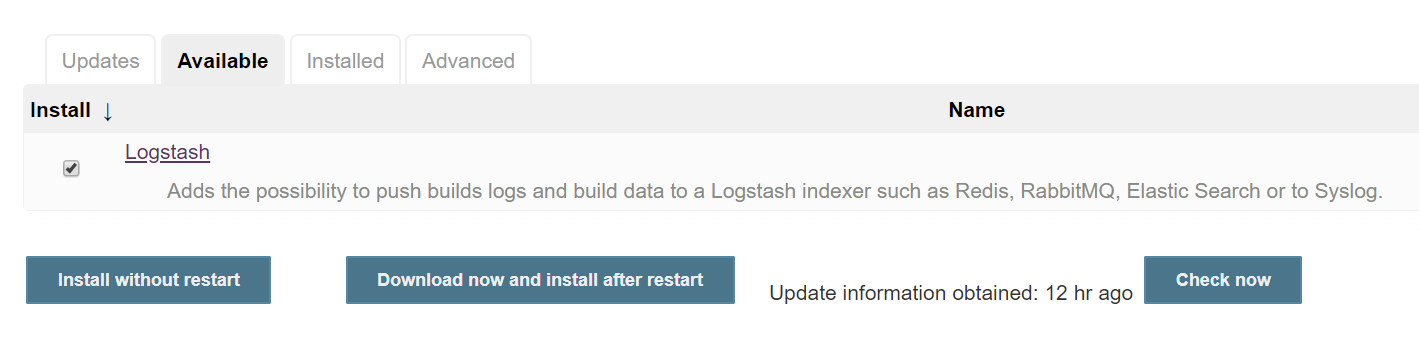 Updates Available Installed Advanced
Install ↓ Name
Logstash
Adds the possibility to push builds logs and build data to a Logstash indexer such as Redis, RabbitMQ, Elastic Search or to Syslog.
Install without restart Download now and install after restart Update information obtained: 12 hr ago Check now